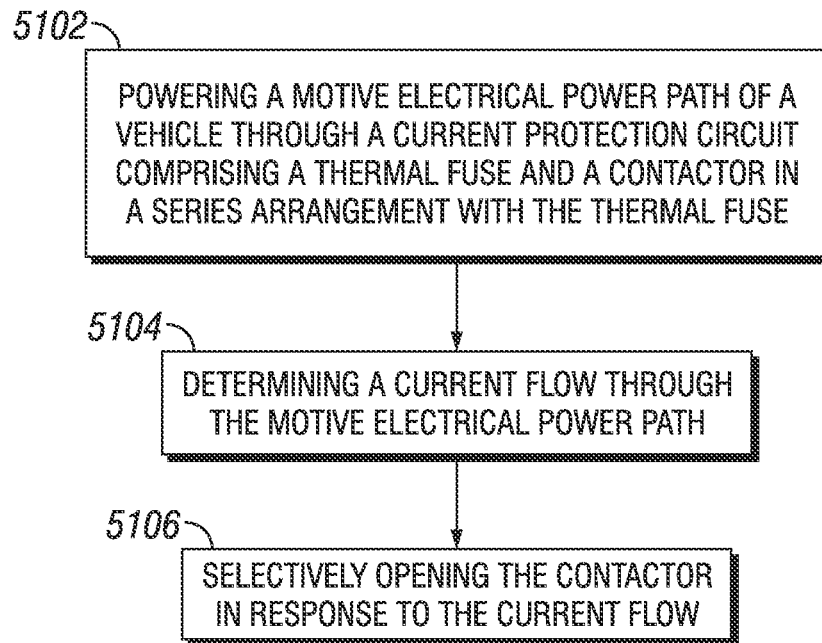 5102
POWERING A MOTIVE ELECTRICAL POWER PATH OF A
VEHICLE THROUGH A CURRENT PROTECTION CIRCUIT
COMPRISING A THERMAL FUSE AND A CONTACTOR IN
A SERIES ARRANGEMENT WITH THE THERMAL FUSE
5104
DETERMINING A CURRENT FLOW THROUGH
THE MOTIVE ELECTRICAL POWER PATH
5106
SELECTIVELY OPENING THE CONTACTOR
IN RESPONSE TO THE CURRENT FLOW